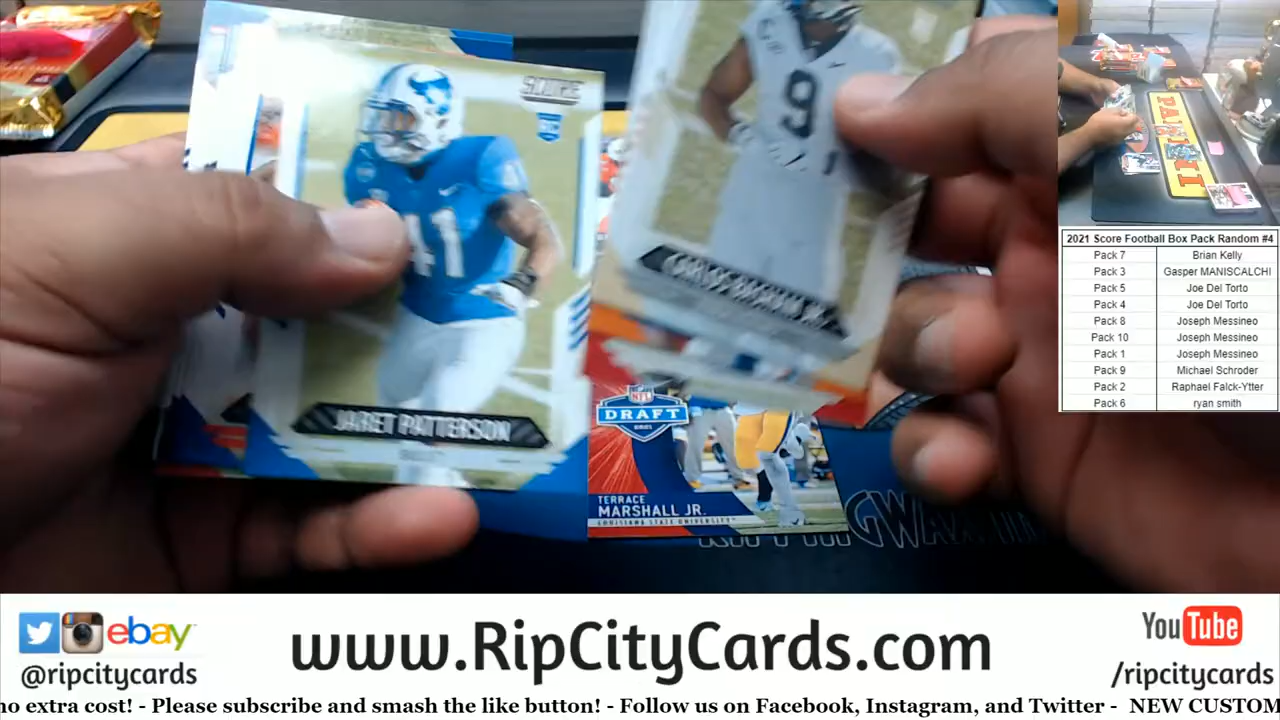 SCORE
41
JARET PATTERSON
9
NFL
DRAFT
TERRACE
MARSHALL JR.
LOUISIANA STATE UNIVERSITY
PANINI
2021 Score Football Box Pack Random #4
Pack 7 Brian Kelly
Pack 3 Gasper MANISCALCHI
Pack 5 Joe Del Torto
Pack 4 Joe Del Torto
Pack 8 Joseph Messineo
Pack 10 Joseph Messineo
Pack 1 Joseph Messineo
Pack 9 Michael Schroder
Pack 2 Raphael Falck-Ytter
Pack 6 ryan smith
ebay
@ripcitycards
www.RipCityCards.com
YouTube
/ripcitycards
no extra cost! - Please subscribe and smash the like button! - Follow us on Facebook, Instagram, and Twitter - NEW CUSTOM